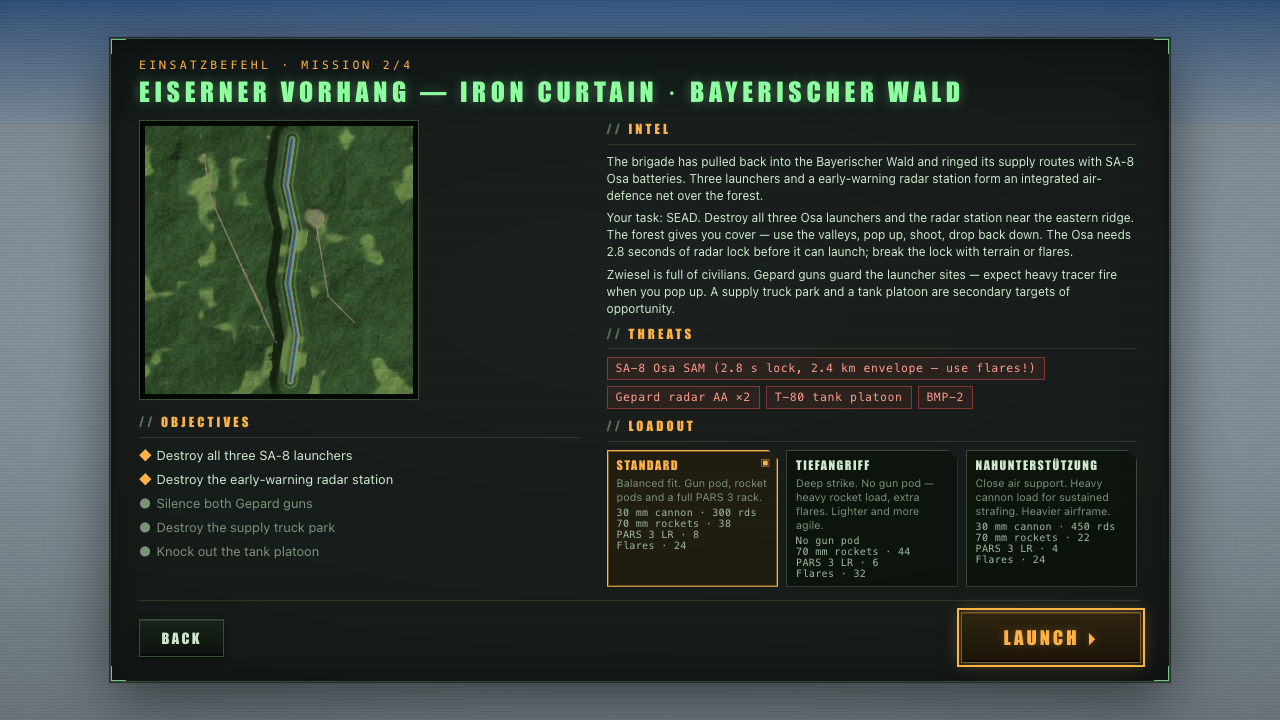 EINSATZBEFEHL · MISSION 2/4
EISERNER VORHANG — IRON CURTAIN · BAYERISCHER WALD
// OBJECTIVES
Destroy all three SA-8 launchers
Destroy the early-warning radar station
Silence both Gepard guns
Destroy the supply truck park
Knock out the tank platoon
// INTEL
The brigade has pulled back into the Bayerischer Wald and ringed its supply routes with SA-8
Osa batteries. Three launchers and a early-warning radar station form an integrated air-
defence net over the forest.
Your task: SEAD. Destroy all three Osa launchers and the radar station near the eastern ridge.
The forest gives you cover — use the valleys, pop up, shoot, drop back down. The Osa needs
2.8 seconds of radar lock before it can launch; break the lock with terrain or flares.
Zwiesel is full of civilians. Gepard guns guard the launcher sites — expect heavy tracer fire
when you pop up. A supply truck park and a tank platoon are secondary targets of
opportunity.
// THREATS
SA-8 Osa SAM (2.8 s lock, 2.4 km envelope — use flares!)
Gepard radar AA ×2
T-80 tank platoon
BMP-2
// LOADOUT
STANDARD
Balanced fit. Gun pod, rocket
pods and a full PARS 3 rack.
30 mm cannon · 300 rds
70 mm rockets · 38
PARS 3 LR · 8
Flares · 24
TIEFANGRIFF
Deep strike. No gun pod —
heavy rocket load, extra
flares. Lighter and more
agile.
No gun pod
70 mm rockets · 44
PARS 3 LR · 6
Flares · 32
NAHUNTERSTÜTZUNG
Close air support. Heavy
cannon load for sustained
strafing. Heavier airframe.
30 mm cannon · 450 rds
70 mm rockets · 22
PARS 3 LR · 4
Flares · 24
BACK
LAUNCH